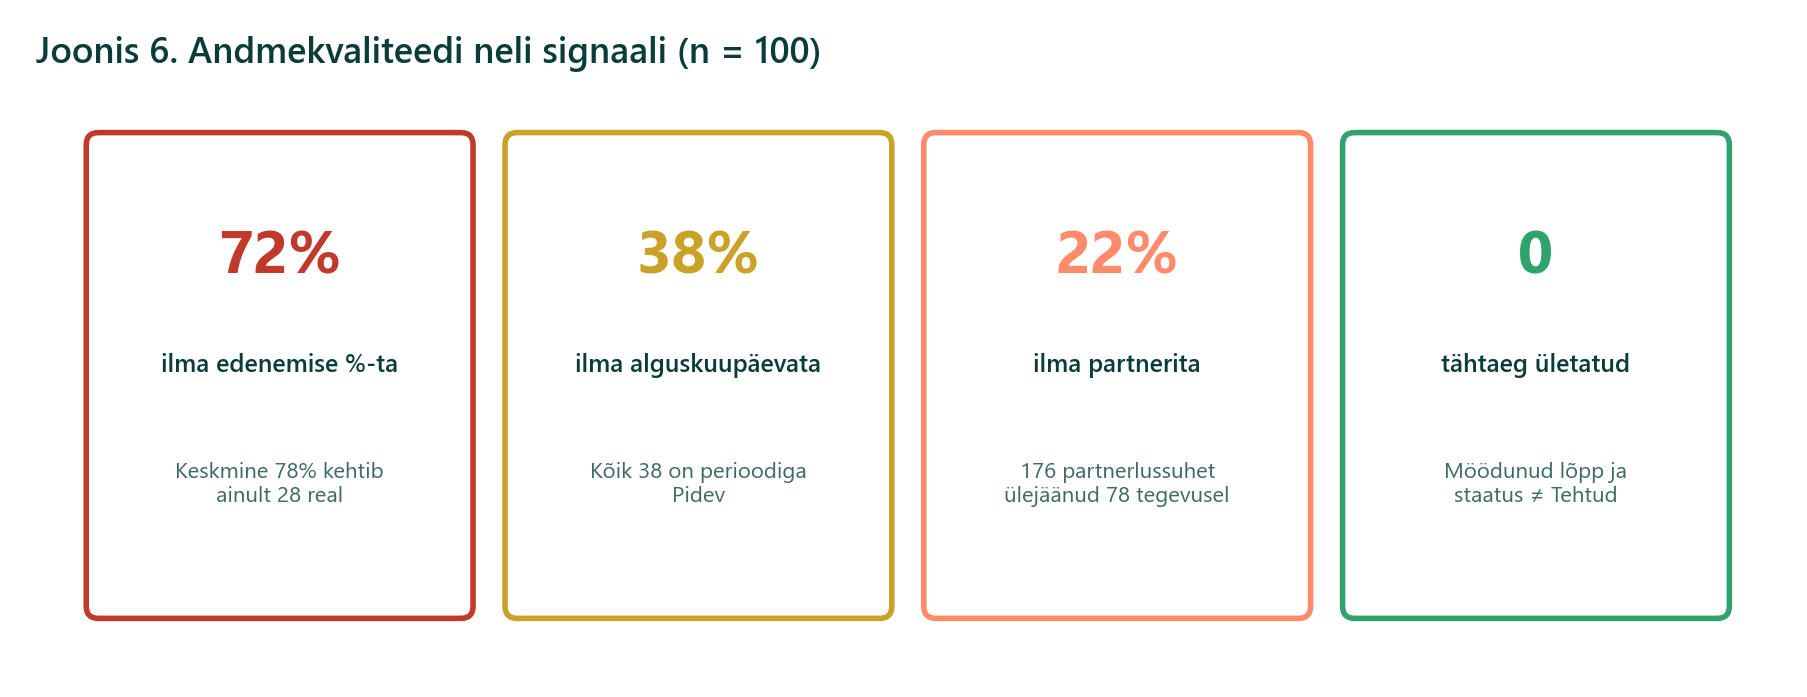 Joonis 6. Andmekvaliteedi neli signaali (n = 100)
72%
ilma edenemise %-ta
Keskmine 78% kehtib
ainult 28 real
38%
ilma alguskuupäevata
Kõik 38 on perioodiga
Pidev
22%
ilma partnerita
176 partnerlussuhet
ülejäänud 78 tegevusel
0
tähtaeg ületatud
Möödunud lõpp ja
staatus ≠ Tehtud